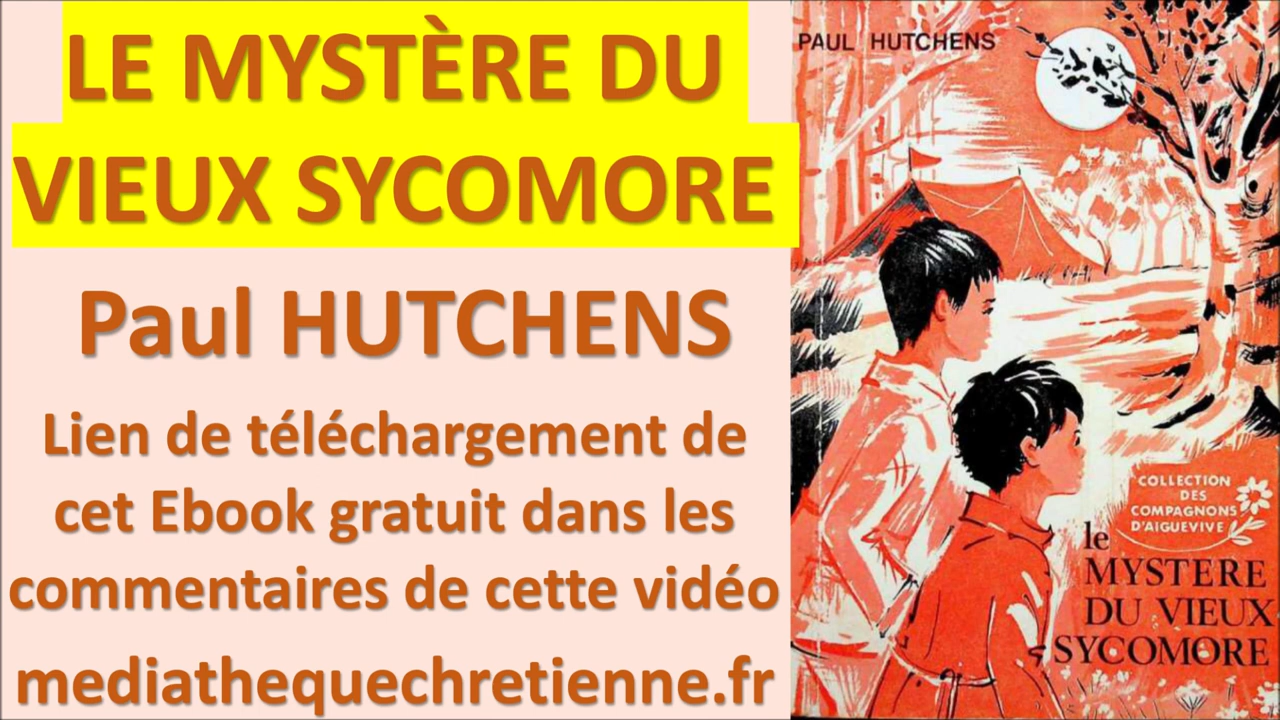 LE MYSTÈRE DU
VIEUX SYCOMORE
Paul HUTCHENS
Lien de téléchargement de
cet Ebook gratuit dans les
commentaires de cette vidéo
mediathequechretienne.fr
PAUL HUTCHENS
COLLECTION
DES
COMPAGNONS
D'AIGUEVIVE
le
MYSTERE
DU VIEUX
SYCOMORE